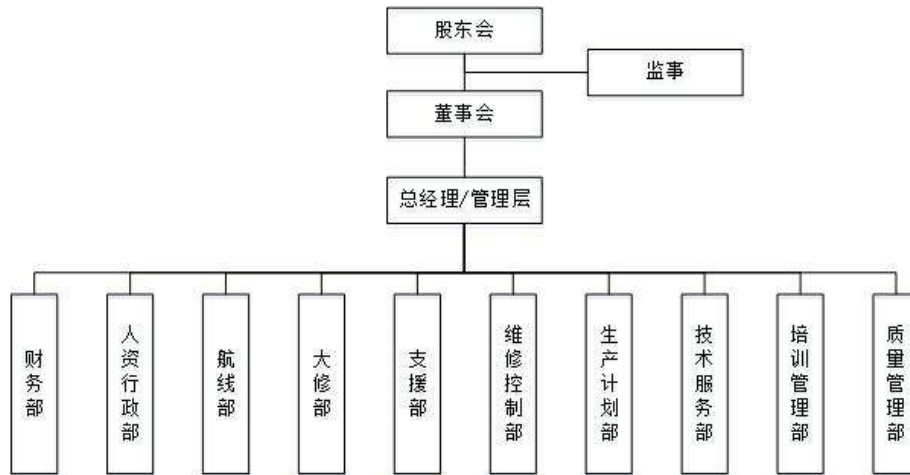 股东会
监事
董事会
总经理/管理层
财务部
人资行政部
航线部
大修部
支援部
维修控制部
生产计划部
技术服务部
培训管理部
质量管理部